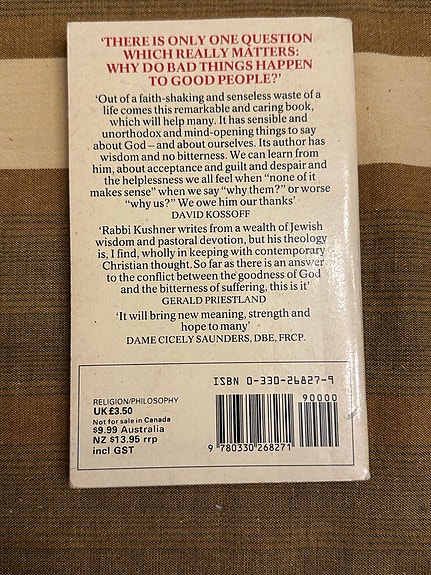 ‘THERE IS ONLY ONE QUESTION
WHICH REALLY MATTERS:
WHY DO BAD THINGS HAPPEN
TO GOOD PEOPLE?’
‘Out of a faith-shaking and senseless waste of a
life comes this remarkable and caring book,
which will help many. It has sensible and
unorthodox and mind-opening things to say
about God – and about ourselves. Its author has
wisdom and no bitterness. We can learn from
him, about acceptance and guilt and despair and
the helplessness we all feel when “none of it
makes sense” when we say “why them?” or worse
“why us?” We owe him our thanks’
DAVID KOSSOFF
‘Rabbi Kushner writes from a wealth of Jewish
wisdom and pastoral devotion, but his theology
is, I find, wholly in keeping with contemporary
Christian thought. So far as there is an answer
to the conflict between the goodness of God
and the bitterness of suffering, this is it’
GERALD PRIESTLAND
‘It will bring new meaning, strength and
hope to many’
DAME CICELY SAUNDERS, DBE, FRCP.
ISBN 0-330-26827-9
90000
RELIGION/PHILOSOPHY
UK £3.50
Not for sale in Canada
$9.99 Australia
NZ $13.95 rrp
incl GST
9 780330 268271